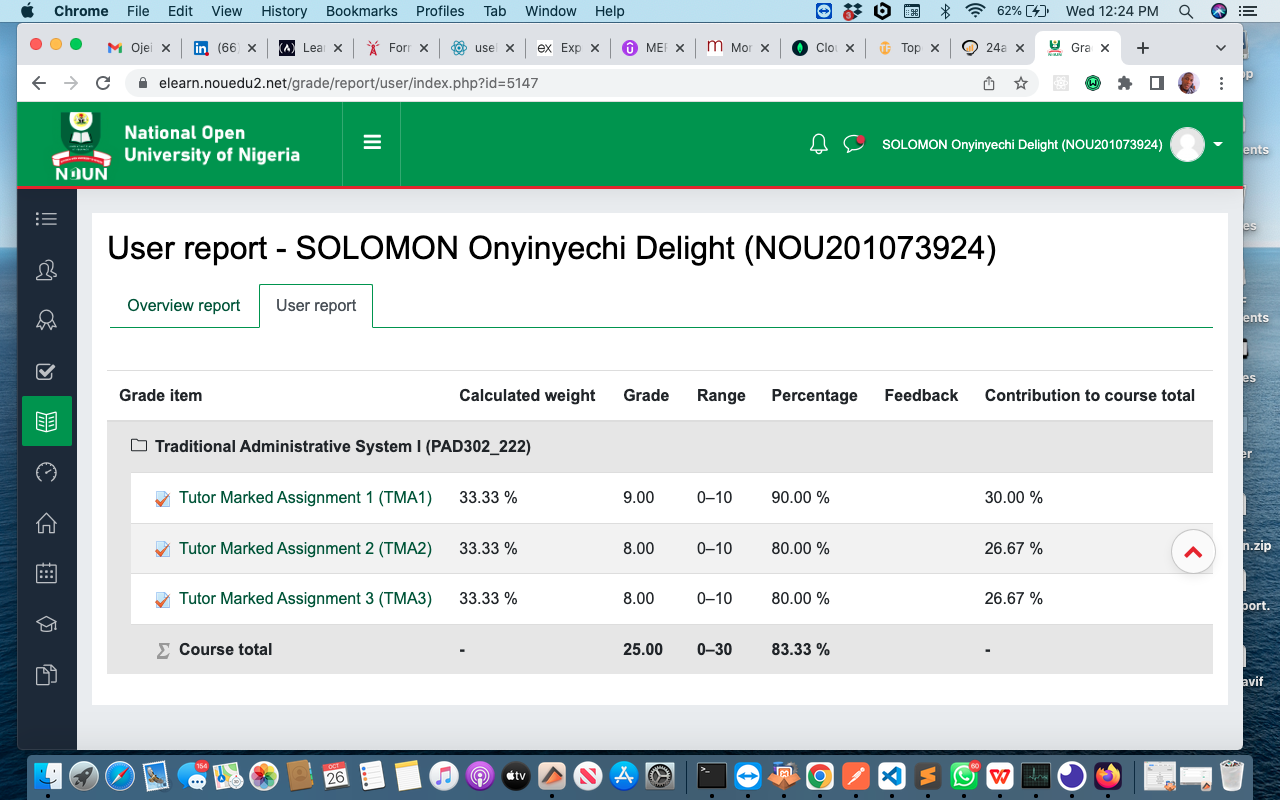 Chrome File Edit View History Bookmarks Profiles Tab Window Help 3 62% Wed 12:24 PM
Ojei (66) Lea For use Exp MEF Mor Clou Top 24a Gra
elearn.nouedu2.net/grade/report/user/index.php?id=5147
National Open
University of Nigeria
NOUN
SOLOMON Onyinyechi Delight (NOU201073924)
User report - SOLOMON Onyinyechi Delight (NOU201073924)
Overview report User report
Grade item Calculated weight Grade Range Percentage Feedback Contribution to course total
Traditional Administrative System I (PAD302_222)
Tutor Marked Assignment 1 (TMA1) 33.33 % 9.00 0–10 90.00 % 30.00 %
Tutor Marked Assignment 2 (TMA2) 33.33 % 8.00 0–10 80.00 % 26.67 %
Tutor Marked Assignment 3 (TMA3) 33.33 % 8.00 0–10 80.00 % 26.67 %
Course total - 25.00 0–30 83.33 % -
154 OCT 26 tv 60